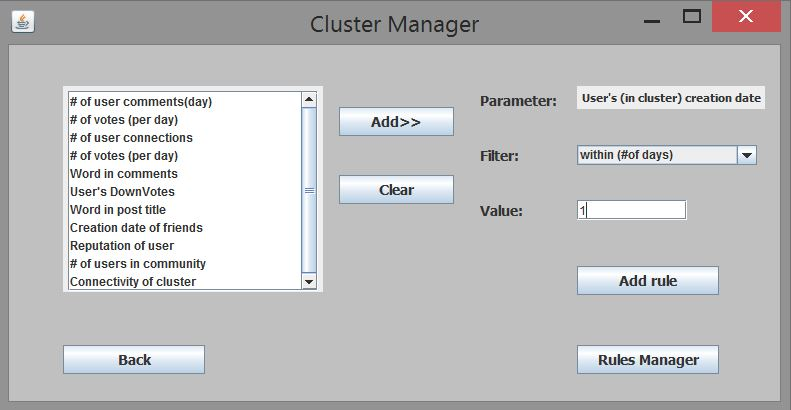 Cluster Manager
# of user comments(day)
# of votes (per day)
# of user connections
# of votes (per day)
Word in comments
User's DownVotes
Word in post title
Creation date of friends
Reputation of user
# of users in community
Connectivity of cluster
Add>>
Clear
Parameter: User's (in cluster) creation date
Filter: within (#of days)
Value: 1
Add rule
Back
Rules Manager